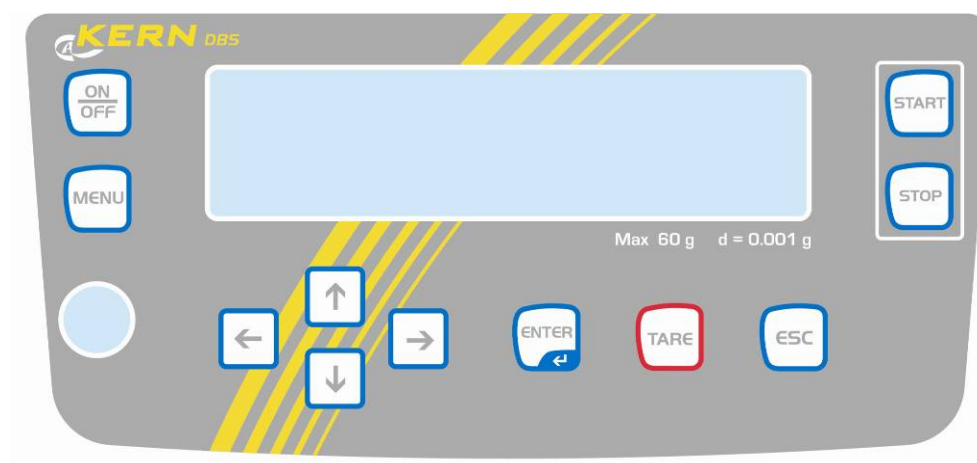 KERN DBS
ON
OFF
START
MENU
STOP
Max 60 g d = 0.001 g
ENTER
TARE
ESC